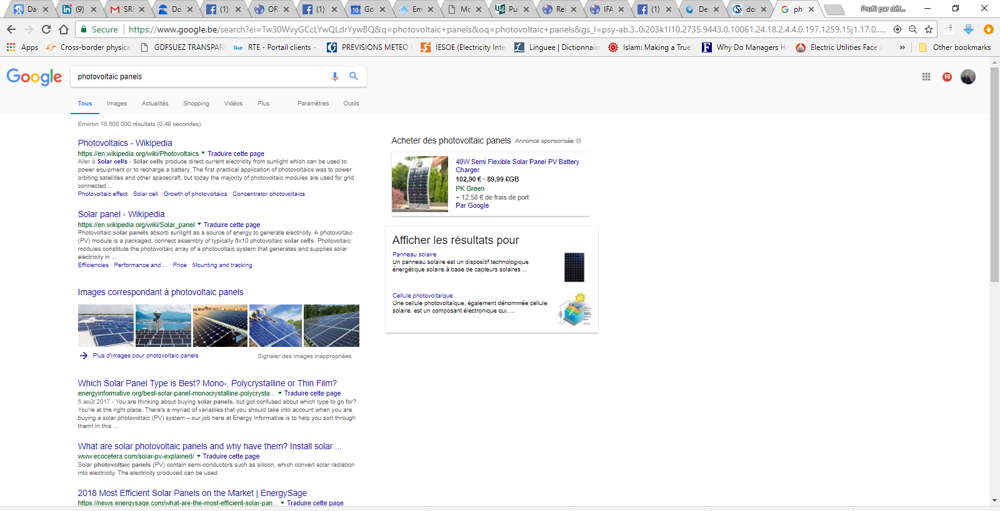 Da
in (9)
SRE
Do
(1)
OR
(1)
10 Go
Em
Mo
Pul
Rei
IFA
(1)
De
do
pho
Profil par déf...
Secure
https://www.google.be/search?ei=Tw30WvyGCcLYwQLdrYywBQ&q=photovoltaic+panels&oq=photovoltaic+panels&gs_l=psy-ab.3..0i203k1l10.2735.9443.0.10061.24.18.2.4.4.0.197.1259.15j1.17.0.....
Apps
Cross-border physica
GDFSUEZ TRANSPAR
Rte RTE - Portail clients -
PREVISIONS METEO
IESOE (Electricity Inte
Linguee | Dictionnaire
Islam: Making a True
Why Do Managers H
Electric Utilities Face
»
Other bookmarks
Google
photovoltaic panels
16
Tous Images Actualités Shopping Vidéos Plus Paramètres Outils
Environ 18 500 000 résultats (0,49 secondes)
Photovoltaics - Wikipedia
https://en.wikipedia.org/wiki/Photovoltaics Traduire cette page
Aller à Solar cells - Solar cells produce direct current electricity from sunlight which can be used to
power equipment or to recharge a battery. The first practical application of photovoltaics was to power
orbiting satellites and other spacecraft, but today the majority of photovoltaic modules are used for grid
connected ...
Photovoltaic effect · Solar cell · Growth of photovoltaics · Concentrator photovoltaics
Solar panel - Wikipedia
https://en.wikipedia.org/wiki/Solar_panel Traduire cette page
Photovoltaic solar panels absorb sunlight as a source of energy to generate electricity. A photovoltaic
(PV) module is a packaged, connect assembly of typically 6x10 photovoltaic solar cells. Photovoltaic
modules constitute the photovoltaic array of a photovoltaic system that generates and supplies solar
electricity in ...
Efficiencies · Performance and ... · Price · Mounting and tracking
Images correspondant à photovoltaic panels
Plus d'images pour photovoltaic panels
Signaler des images inappropriées
Which Solar Panel Type is Best? Mono-, Polycrystalline or Thin Film?
energyinformative.org/best-solar-panel-monocrystalline-polycrysta... Traduire cette page
5 août 2017 - You are thinking about buying solar panels, but got confused about which type to go for?
You're at the right place. There's a myriad of variables that you should take into account when you are
buying a solar photovoltaic (PV) system – our job here at Energy Informative is to help you sort through
them! In this ...
What are solar photovoltaic panels and why have them? Install solar ...
www.ecocetera.com/solar-pv-explained/ Traduire cette page
Solar photovoltaic panels (PV) contain semi-conductors such as silicon, which convert solar radiation
into electricity. The electricity produced can be used.
2018 Most Efficient Solar Panels on the Market | EnergySage
https://news.energysage.com/what-are-the-most-efficient-solar-pan... Traduire cette page
Acheter des photovoltaic panels Annonce sponsorisée
40W Semi Flexible Solar Panel PV Battery
Charger
102,90 € · 89,99 £GB
PK Green
+ 12,58 € de frais de port
Par Google
Afficher les résultats pour
Panneau solaire
Un panneau solaire est un dispositif technologique
énergétique solaire à base de capteurs solaires ...
Cellule photovoltaïque
Une cellule photovoltaïque, également dénommée cellule
solaire, est un composant électronique qui, ...